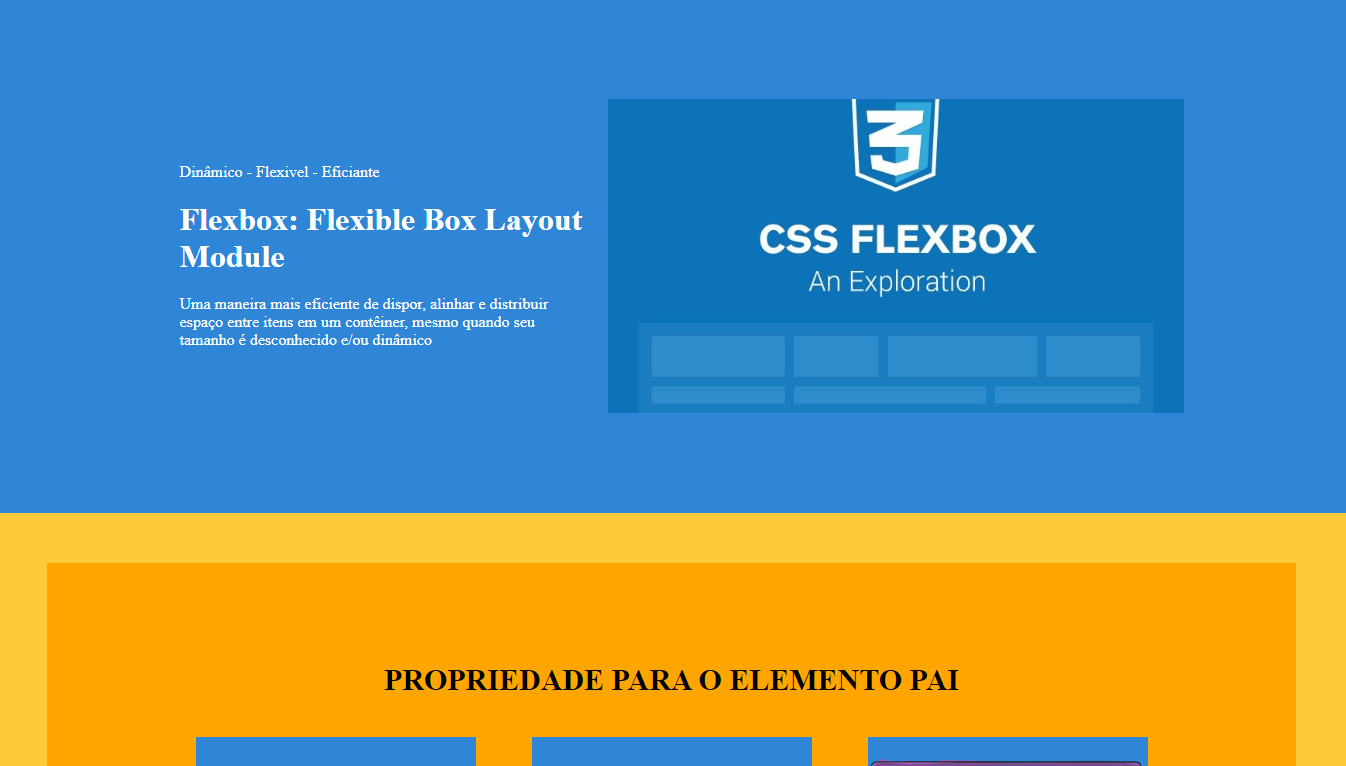 Dinâmico - Flexivel - Eficiante
Flexbox: Flexible Box Layout
Module
Uma maneira mais eficiente de dispor, alinhar e distribuir
espaço entre itens em um contêiner, mesmo quando seu
tamanho é desconhecido e/ou dinâmico
3
CSS FLEXBOX
An Exploration
PROPRIEDADE PARA O ELEMENTO PAI